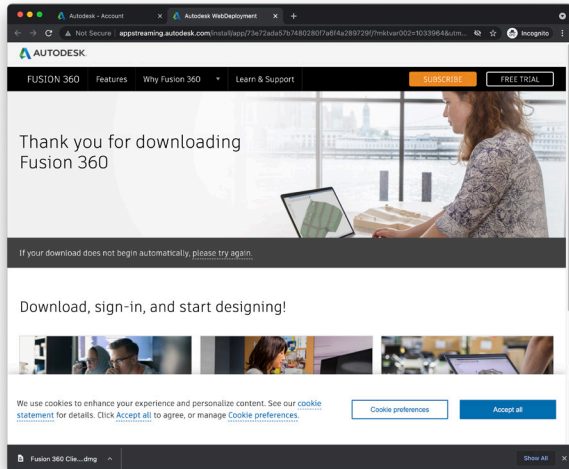 Autodesk - Account
Autodesk WebDeployment
Not Secure | appstreaming.autodesk.com/install/app/73e72ada57b7480280f7a6f4a289729f/?mktvar002=1033964&utm...
Incognito
AUTODESK
FUSION 360 Features Why Fusion 360 Learn & Support SUBSCRIBE FREE TRIAL
Thank you for downloading
Fusion 360
If your download does not begin automatically, please try again.
Download, sign-in, and start designing!
We use cookies to enhance your experience and personalize content. See our cookie
statement for details. Click Accept all to agree, or manage Cookie preferences.
Cookie preferences
Accept all
Fusion 360 Clie....dmg
Show All